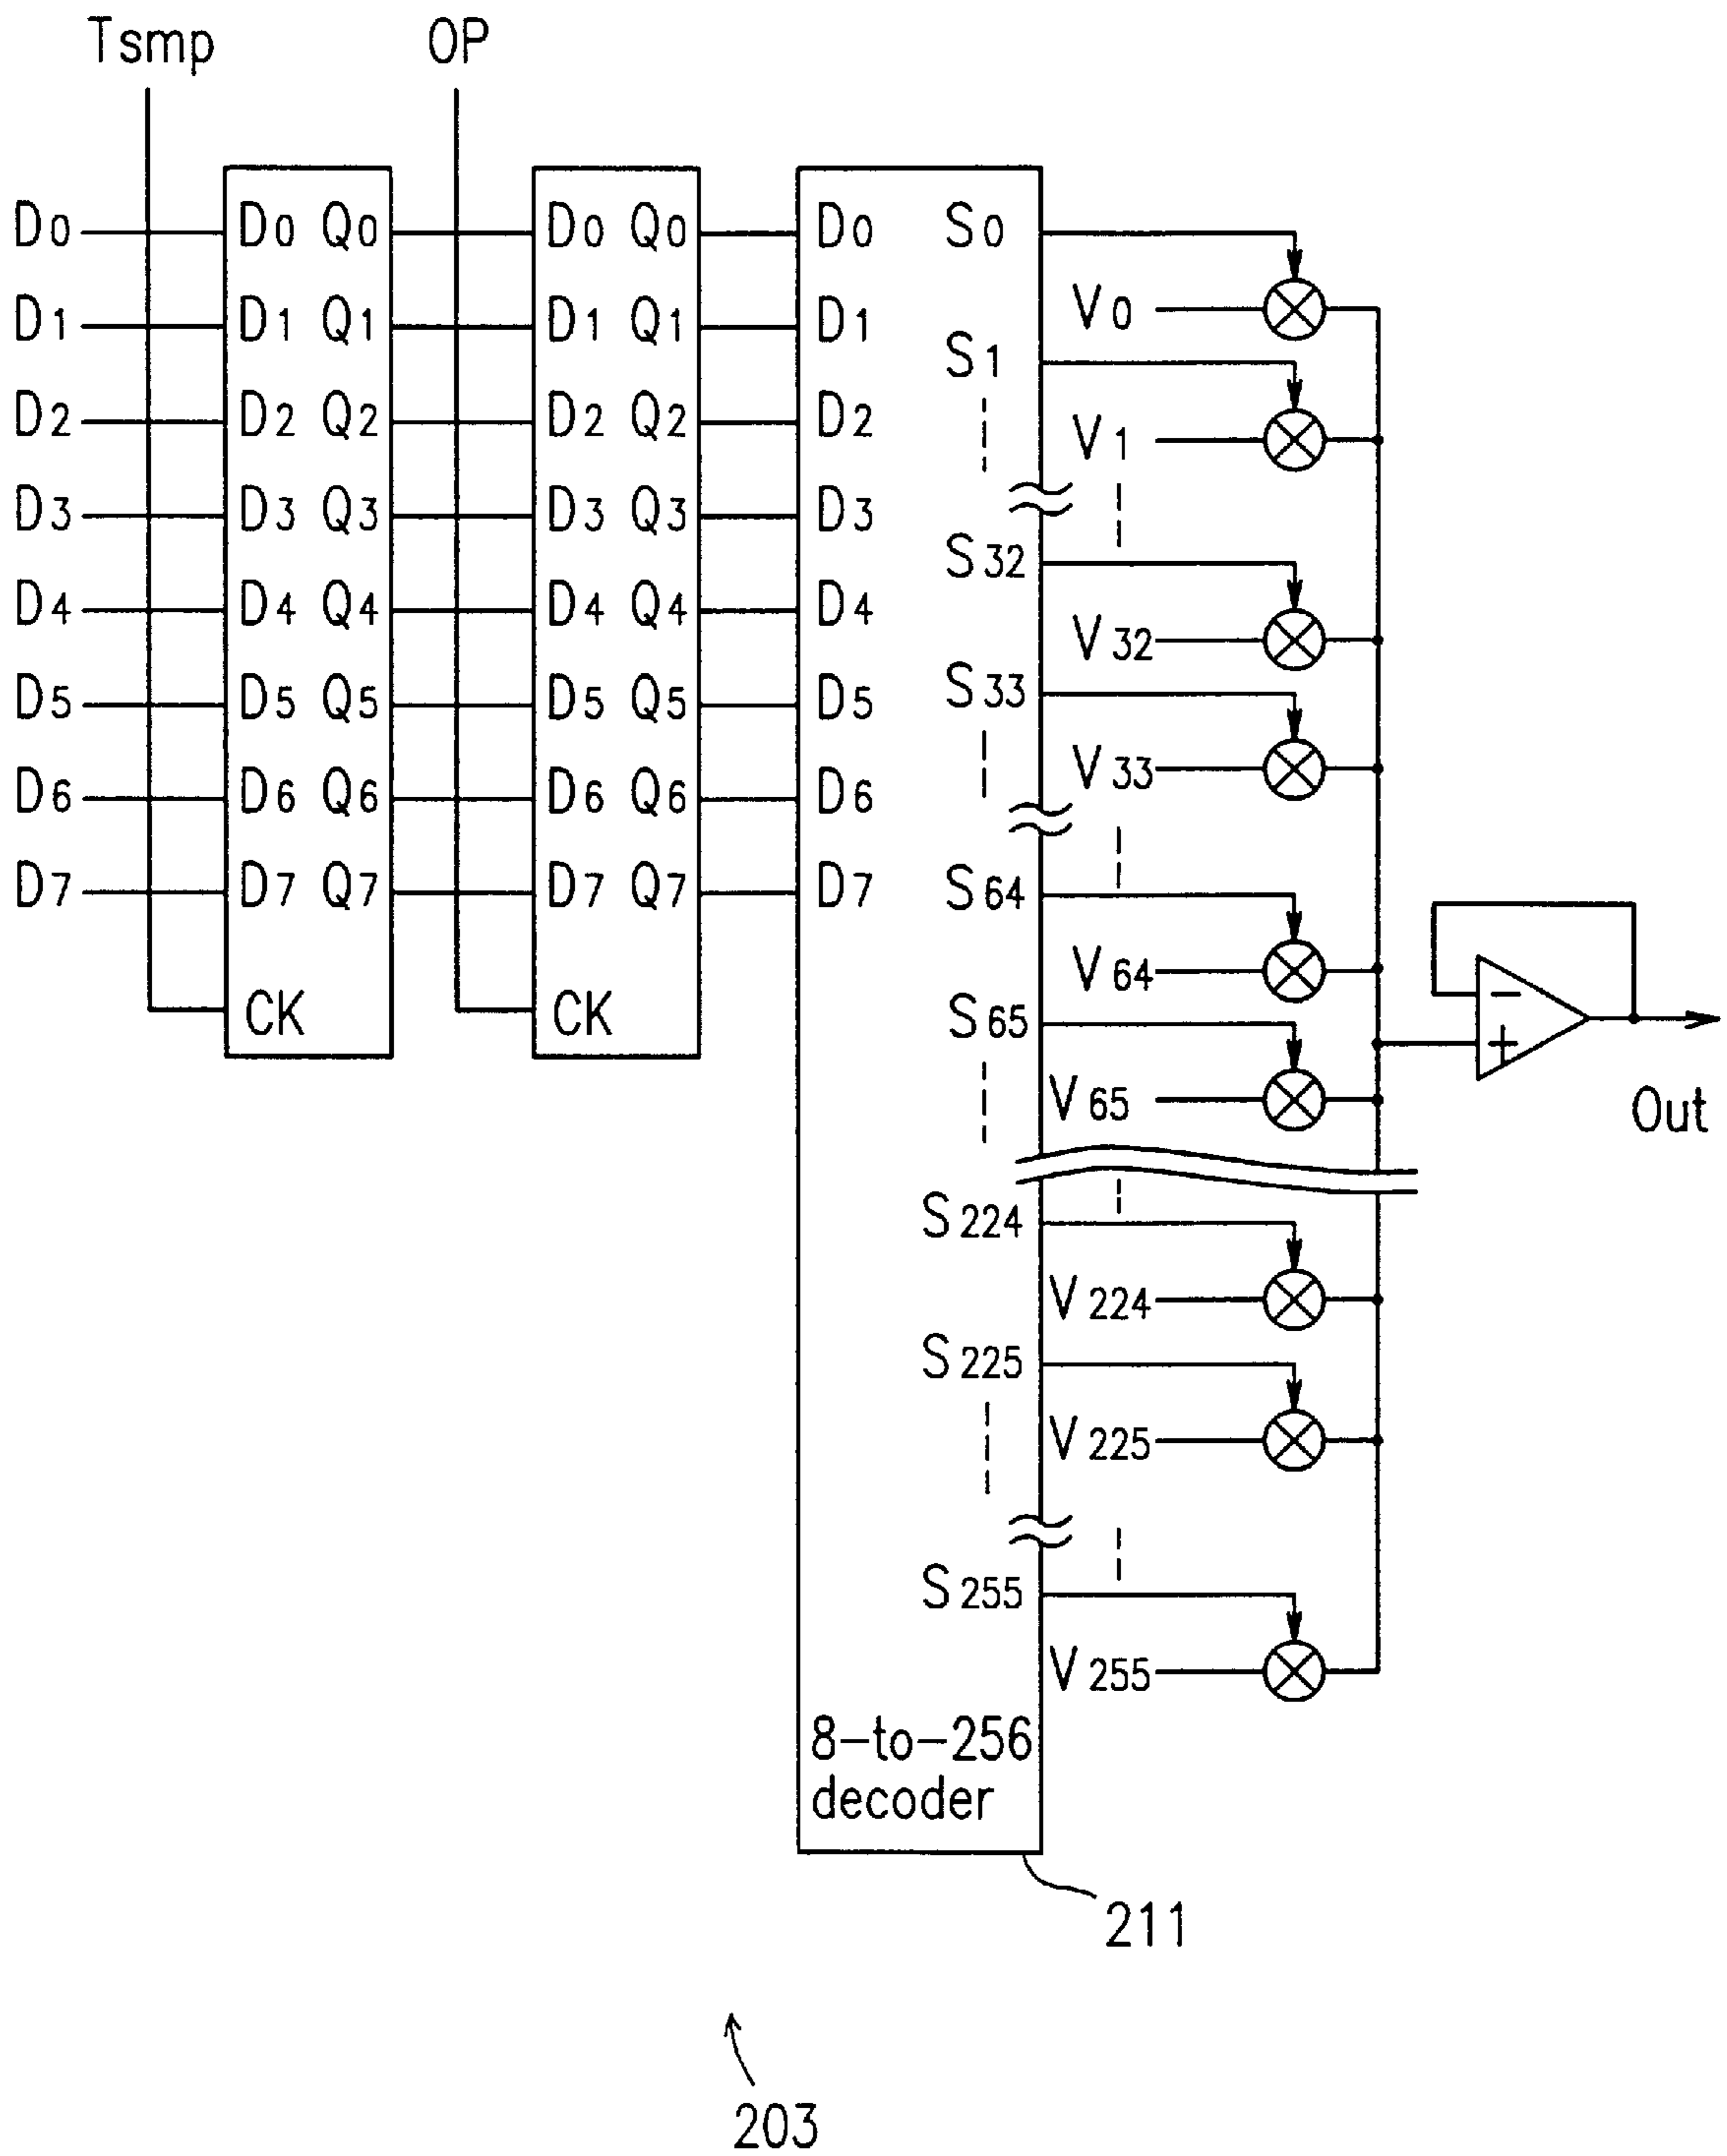 Tsmp OP
D0 D0 Q0 D0 Q0 D0 S0
V0
D1 D1 Q1 D1 Q1 D1
S1
D2 D2 Q2 D2 Q2 D2
V1
D3 D3 Q3 D3 Q3 D3
S32
D4 D4 Q4 D4 Q4 D4
V32
D5 D5 Q5 D5 Q5 D5
S33
V33
D6 D6 Q6 D6 Q6 D6
D7 D7 Q7 D7 Q7 D7
S64
V64
CK CK
S65
−
+
V65
Out
S224
V224
S225
V225
S255
V255
8-to-256
decoder
211
203